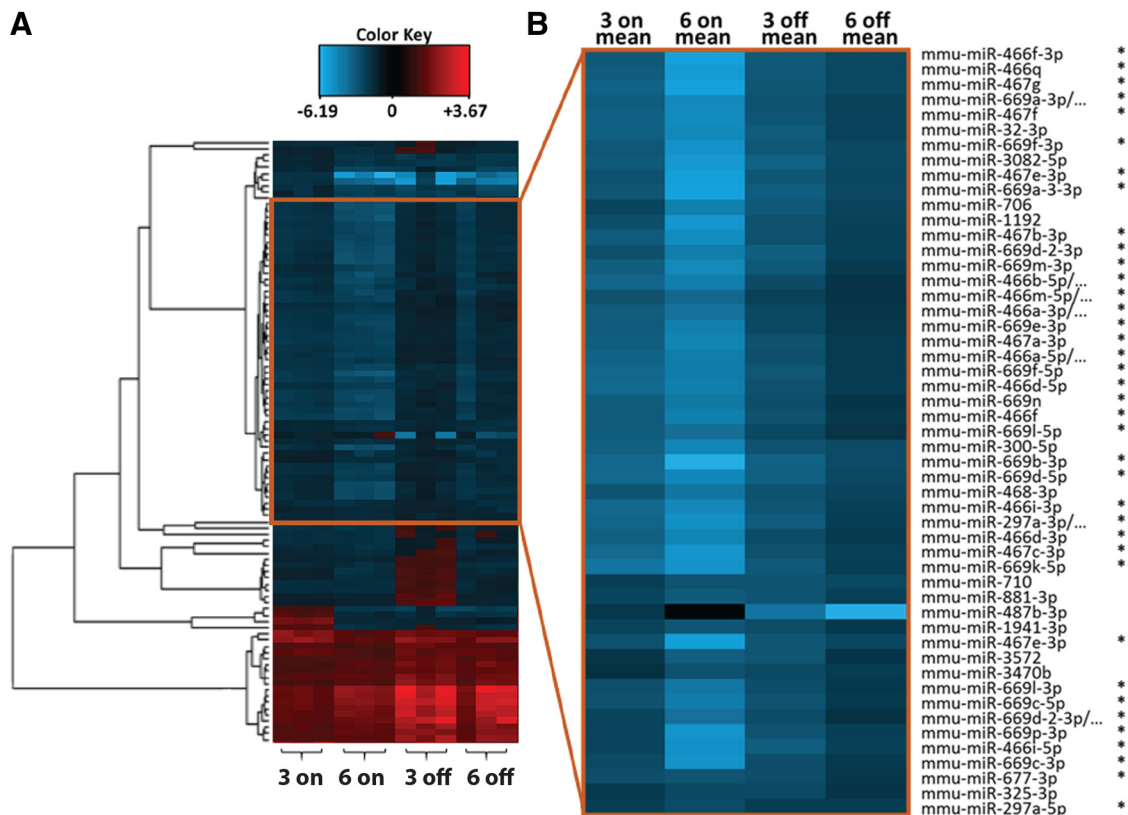 A
B
Color Key
-6.19 0 +3.67
3 on 6 on 3 off 6 off
3 on mean
6 on mean
3 off mean
6 off mean
mmu-miR-466f-3p *
mmu-miR-466q *
mmu-miR-467g *
mmu-miR-669a-3p/... *
mmu-miR-467f *
mmu-miR-32-3p
mmu-miR-669f-3p *
mmu-miR-3082-5p
mmu-miR-467e-3p *
mmu-miR-669a-3-3p *
mmu-miR-706
mmu-miR-1192
mmu-miR-467b-3p *
mmu-miR-669d-2-3p *
mmu-miR-669m-3p *
mmu-miR-466b-5p/... *
mmu-miR-466m-5p/... *
mmu-miR-466a-3p/... *
mmu-miR-669e-3p *
mmu-miR-467a-3p *
mmu-miR-466a-5p/... *
mmu-miR-669f-5p *
mmu-miR-466d-5p *
mmu-miR-669n *
mmu-miR-466f *
mmu-miR-669l-5p *
mmu-miR-300-5p
mmu-miR-669b-3p *
mmu-miR-669d-5p *
mmu-miR-468-3p
mmu-miR-466i-3p *
mmu-miR-297a-3p/... *
mmu-miR-466d-3p *
mmu-miR-467c-3p *
mmu-miR-669k-5p *
mmu-miR-710
mmu-miR-881-3p
mmu-miR-487b-3p
mmu-miR-1941-3p
mmu-miR-467e-3p *
mmu-miR-3572
mmu-miR-3470b
mmu-miR-669l-3p *
mmu-miR-669c-5p *
mmu-miR-669d-2-3p/... *
mmu-miR-669p-3p *
mmu-miR-466l-5p *
mmu-miR-669c-3p *
mmu-miR-677-3p *
mmu-miR-325-3p
mmu-miR-297a-5p *